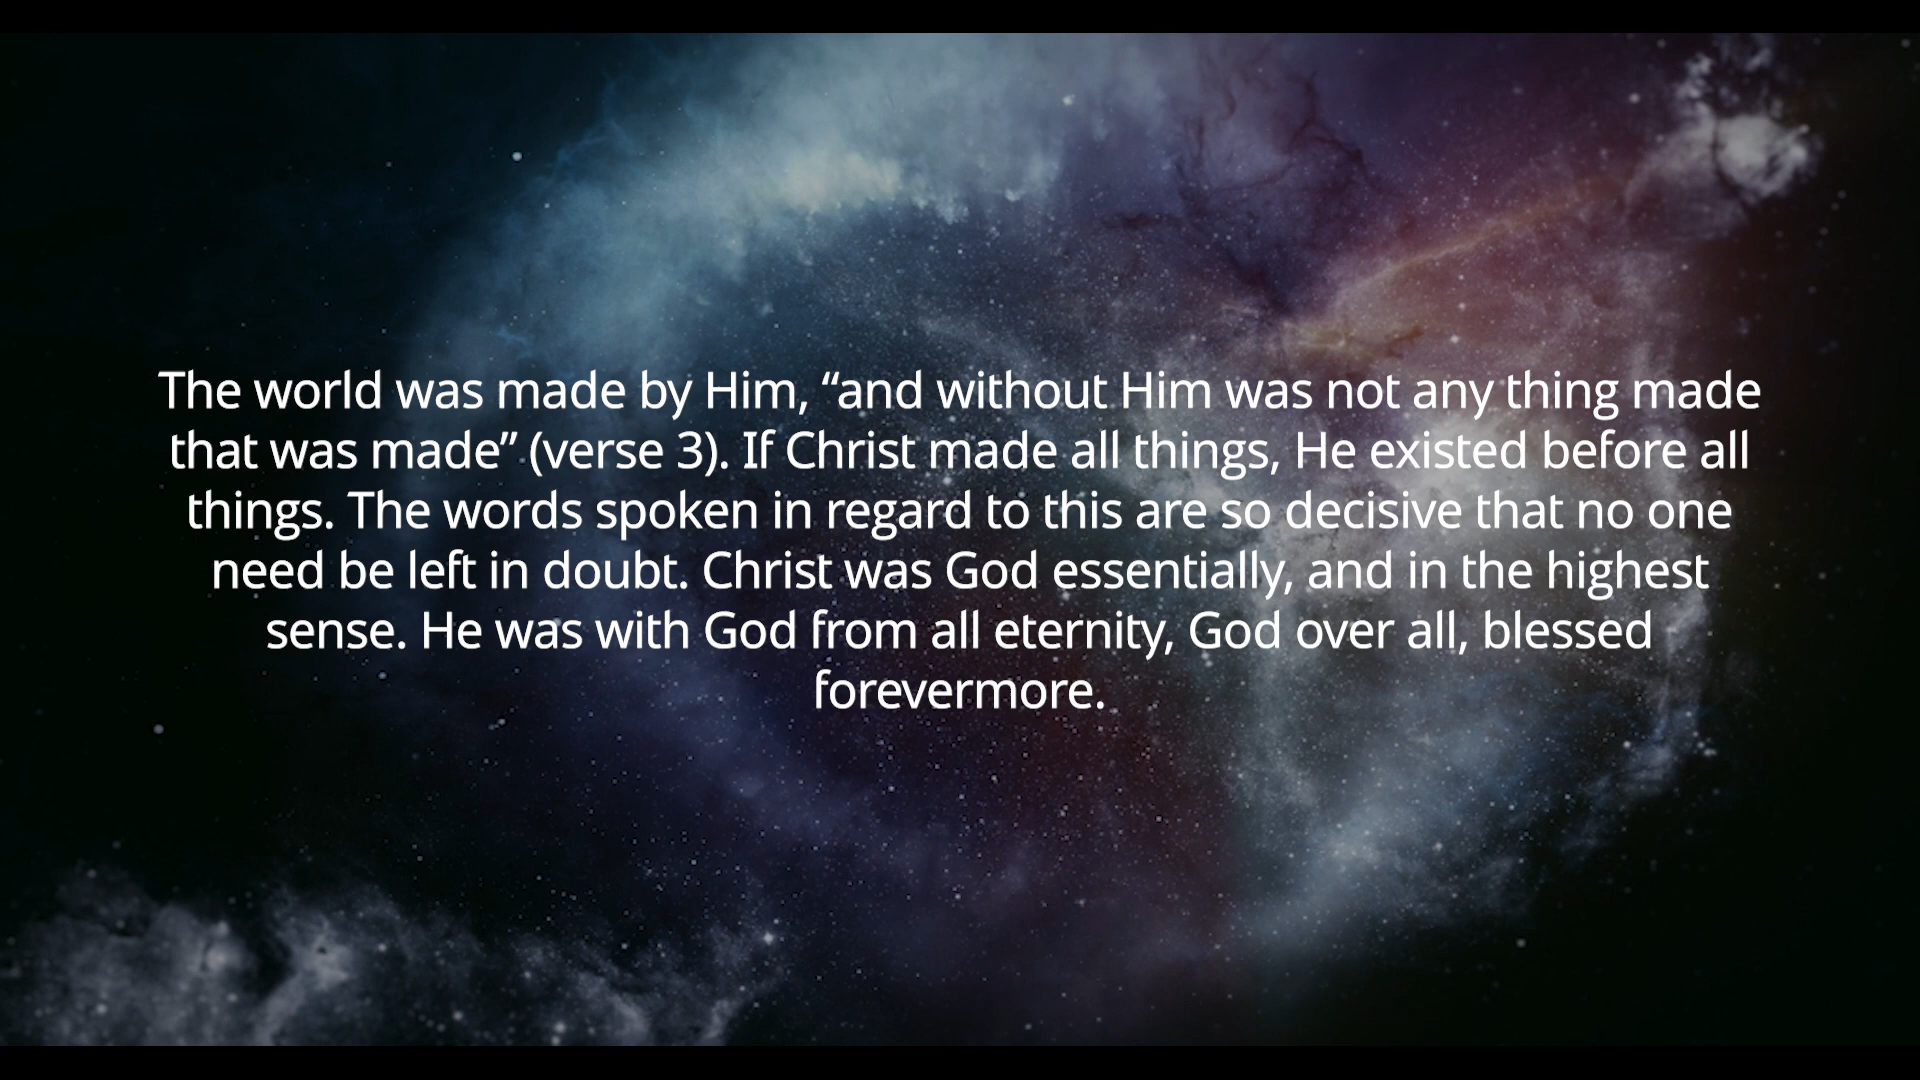 The world was made by Him, “and without Him was not any thing made
that was made” (verse 3). If Christ made all things, He existed before all
things. The words spoken in regard to this are so decisive that no one
need be left in doubt. Christ was God essentially, and in the highest
sense. He was with God from all eternity, God over all, blessed
forevermore.